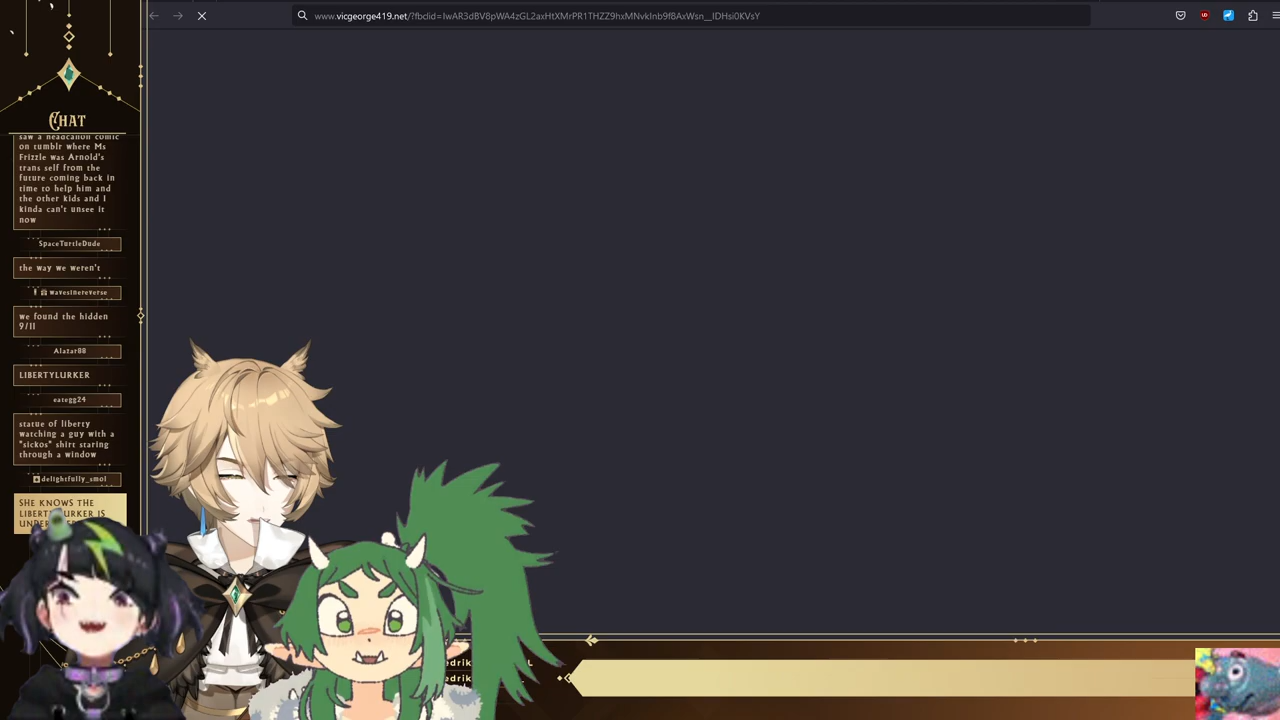 www.vicgeorge419.net/?fbclid=IwAR3dBV8pWA4zGL2axHtXMrPR1THZZ9hxMNvkInb9f8AxWsn__IDHsi0KVsY
Chat
saw a headcanon comic
on tumblr where Ms
Frizzle was Arnold's
trans self from the
future coming back in
time to help him and
the other kids and I
kinda can't unsee it
now
SpaceTurtleDude
the way we weren't
wavesinereverse
we found the hidden
9/11
Alazar88
LIBERTYLURKER
eategg24
statue of liberty
watching a guy with a
"sickos" shirt staring
through a window
delightfully_smol
SHE KNOWS THE
LIBERTYLURKER IS
edrik
edrik